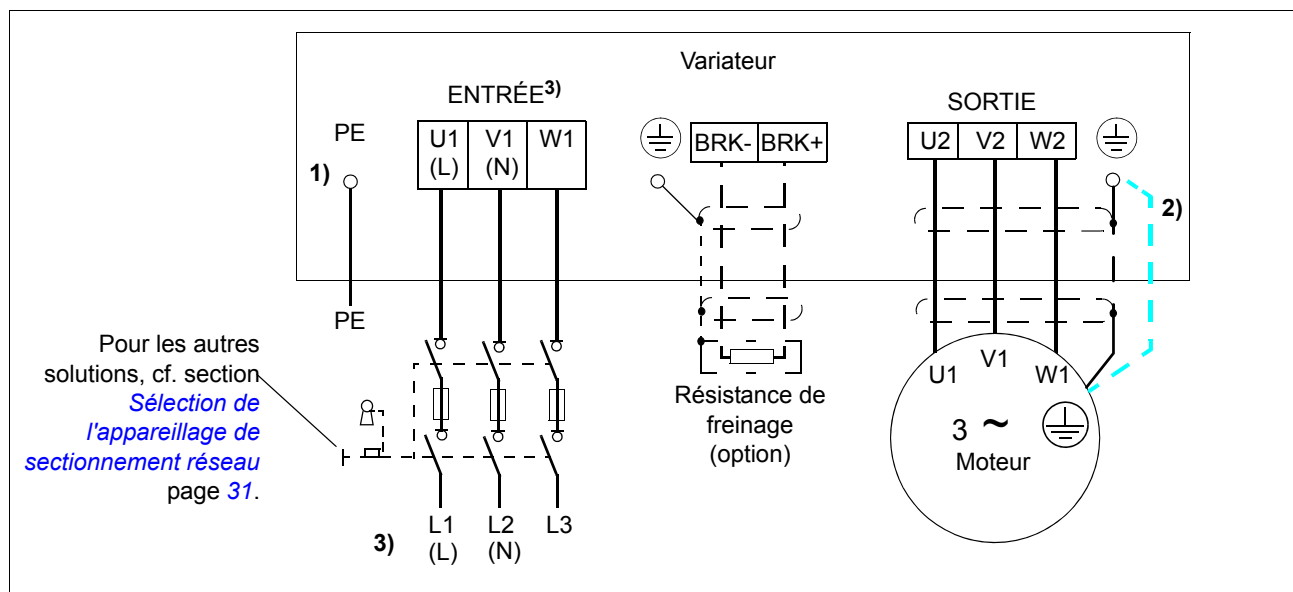 Variateur
ENTRÉE3)
SORTIE
PE
U1
(L)
V1
(N)
W1
BRK-
BRK+
U2
V2
W2
1)
2)
PE
Pour les autres
solutions, cf. section
Sélection de
l'appareillage de
sectionnement réseau
page 31.
Résistance de
freinage
(option)
U1
V1
W1
3 ~
Moteur
3)
L1
(L)
L2
(N)
L3